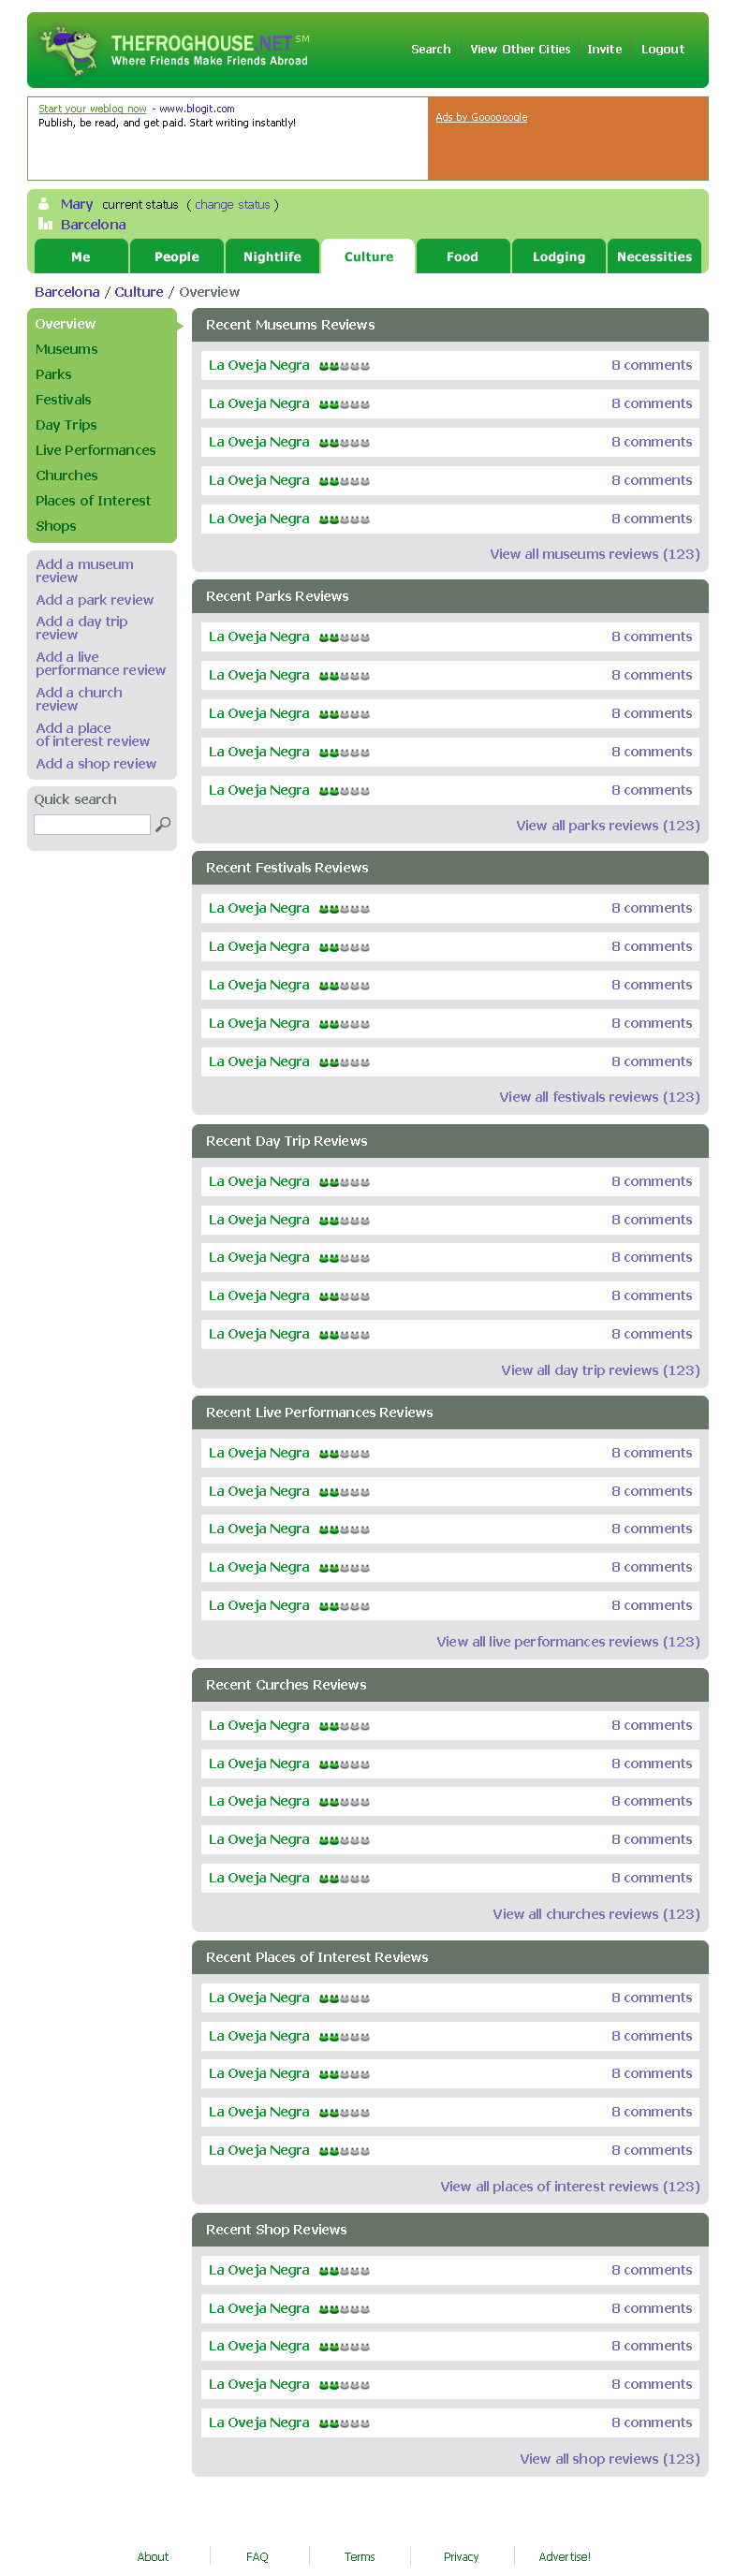 THEFROGHOUSE.NET SM
Where Friends Make Friends Abroad
Search View Other Cities Invite Logout
Start your weblog now - www.blogit.com
Publish, be read, and get paid. Start writing instantly!
Ads by Goooooogle
Mary current status ( change status )
Barcelona
Me People Nightlife Culture Food Lodging Necessities
Barcelona / Culture / Overview
Overview
Museums
Parks
Festivals
Day Trips
Live Performances
Churches
Places of Interest
Shops
Add a museum
review
Add a park review
Add a day trip
review
Add a live
performance review
Add a church
review
Add a place
of interest review
Add a shop review
Quick search
Recent Museums Reviews
La Oveja Negra 8 comments
La Oveja Negra 8 comments
La Oveja Negra 8 comments
La Oveja Negra 8 comments
La Oveja Negra 8 comments
View all museums reviews (123)
Recent Parks Reviews
La Oveja Negra 8 comments
La Oveja Negra 8 comments
La Oveja Negra 8 comments
La Oveja Negra 8 comments
La Oveja Negra 8 comments
View all parks reviews (123)
Recent Festivals Reviews
La Oveja Negra 8 comments
La Oveja Negra 8 comments
La Oveja Negra 8 comments
La Oveja Negra 8 comments
La Oveja Negra 8 comments
View all festivals reviews (123)
Recent Day Trip Reviews
La Oveja Negra 8 comments
La Oveja Negra 8 comments
La Oveja Negra 8 comments
La Oveja Negra 8 comments
La Oveja Negra 8 comments
View all day trip reviews (123)
Recent Live Performances Reviews
La Oveja Negra 8 comments
La Oveja Negra 8 comments
La Oveja Negra 8 comments
La Oveja Negra 8 comments
La Oveja Negra 8 comments
View all live performances reviews (123)
Recent Curches Reviews
La Oveja Negra 8 comments
La Oveja Negra 8 comments
La Oveja Negra 8 comments
La Oveja Negra 8 comments
La Oveja Negra 8 comments
View all churches reviews (123)
Recent Places of Interest Reviews
La Oveja Negra 8 comments
La Oveja Negra 8 comments
La Oveja Negra 8 comments
La Oveja Negra 8 comments
La Oveja Negra 8 comments
View all places of interest reviews (123)
Recent Shop Reviews
La Oveja Negra 8 comments
La Oveja Negra 8 comments
La Oveja Negra 8 comments
La Oveja Negra 8 comments
La Oveja Negra 8 comments
View all shop reviews (123)
About FAQ Terms Privacy Advertise!